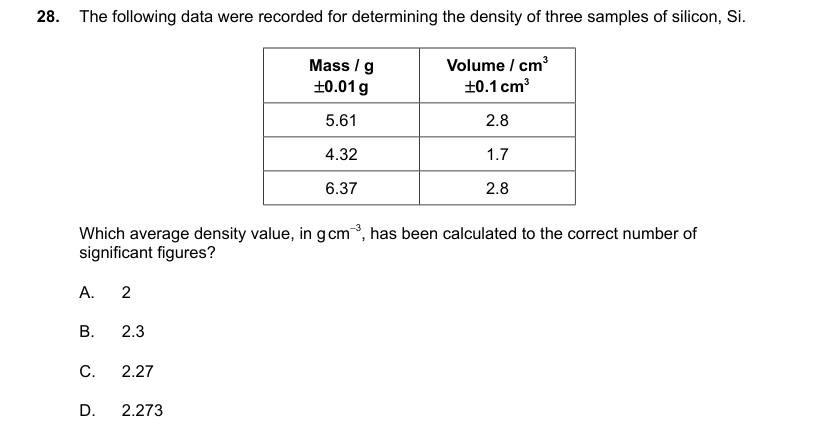 28. The following data were recorded for determining the density of three samples of silicon, Si.
Mass / g Volume / cm³
±0.01 g ±0.1 cm³
5.61 2.8
4.32 1.7
6.37 2.8
Which average density value, in g cm⁻³, has been calculated to the correct number of
significant figures?
A. 2
B. 2.3
C. 2.27
D. 2.273